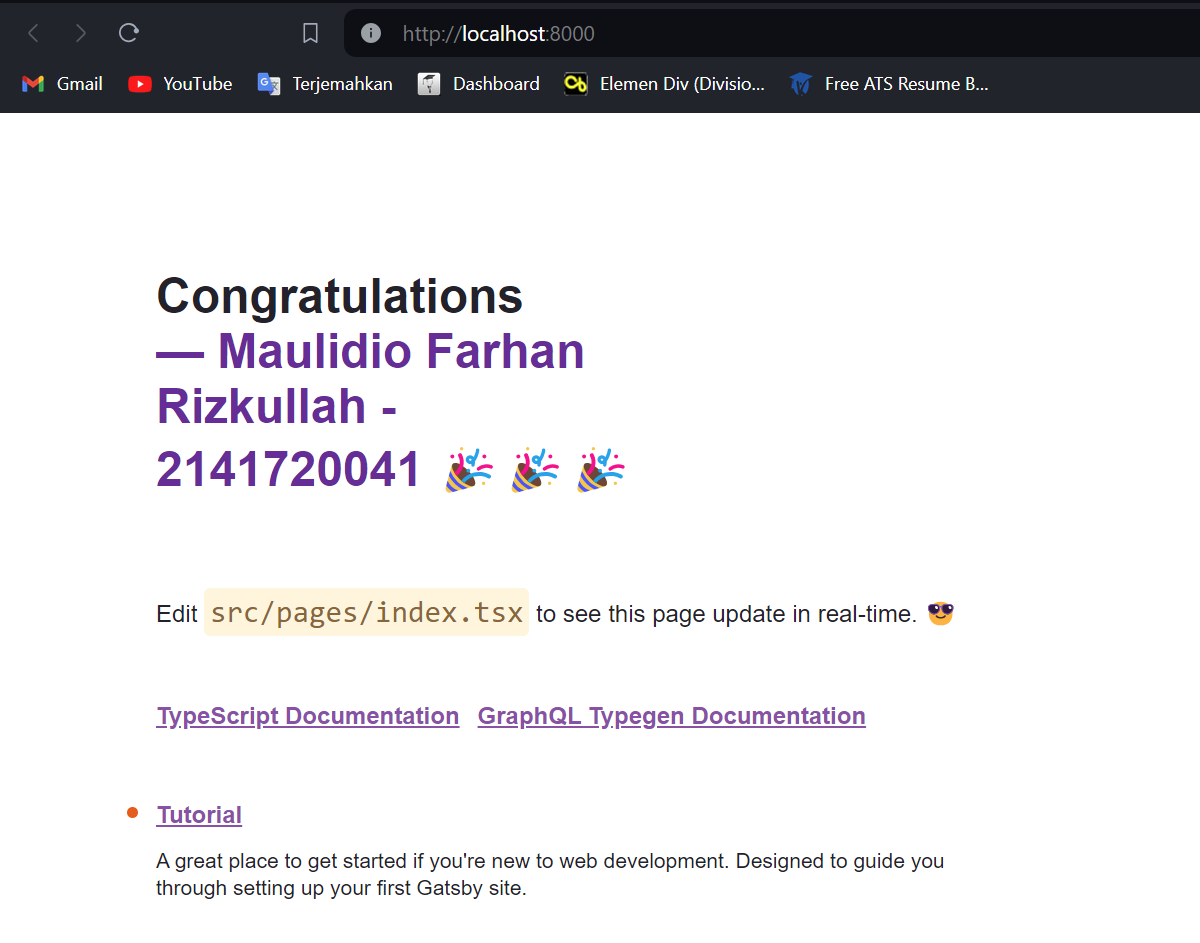 http://localhost:8000
Gmail YouTube Terjemahkan Dashboard Elemen Div (Divisio... Free ATS Resume B...
Congratulations
— Maulidio Farhan
Rizkullah -
2141720041 🎉 🎉 🎉
Edit src/pages/index.tsx to see this page update in real-time. 😎
TypeScript Documentation GraphQL Typegen Documentation
Tutorial
A great place to get started if you're new to web development. Designed to guide you
through setting up your first Gatsby site.